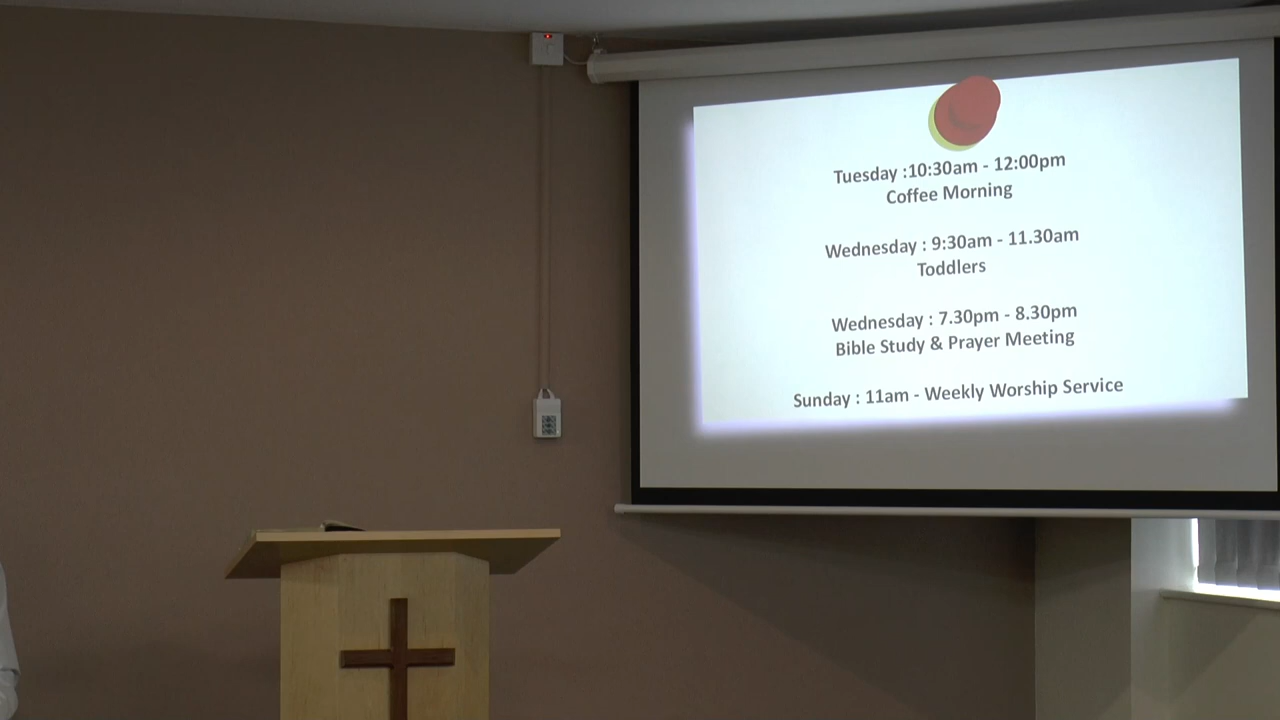 Tuesday :10:30am - 12:00pm
Coffee Morning
Wednesday : 9:30am - 11.30am
Toddlers
Wednesday : 7.30pm - 8.30pm
Bible Study & Prayer Meeting
Sunday : 11am - Weekly Worship Service